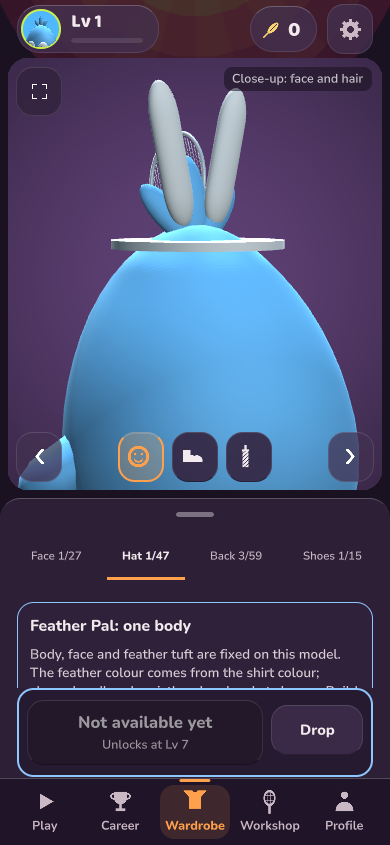 Lv 1
0
Close-up: face and hair
Face 1/27
Hat 1/47
Back 3/59
Shoes 1/15
Feather Pal: one body
Body, face and feather tuft are fixed on this model.
The feather colour comes from the shirt colour;
Not available yet
Unlocks at Lv 7
Drop
Play
Career
Wardrobe
Workshop
Profile